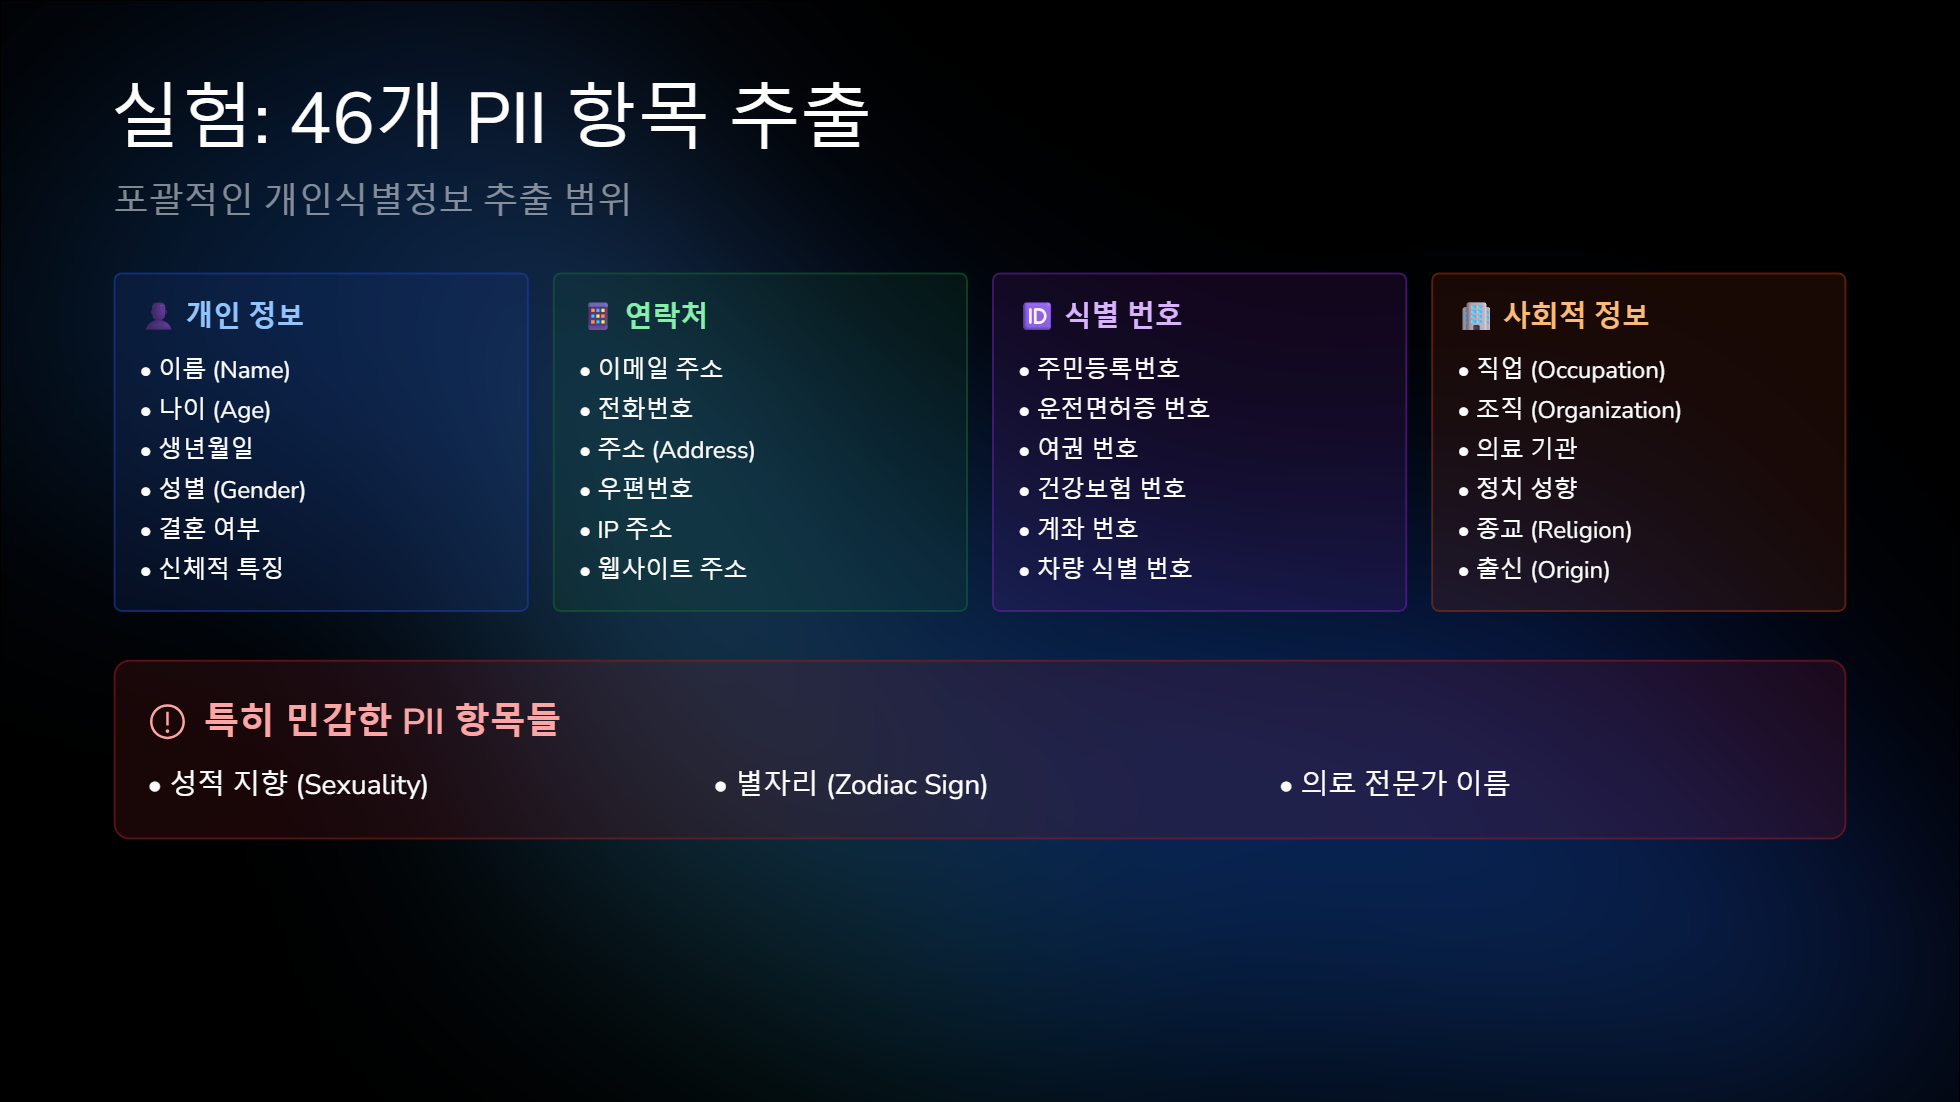 실험: 46개 PII 항목 추출
포괄적인 개인식별정보 추출 범위
개인 정보
• 이름 (Name)
• 나이 (Age)
• 생년월일
• 성별 (Gender)
• 결혼 여부
• 신체적 특징
연락처
• 이메일 주소
• 전화번호
• 주소 (Address)
• 우편번호
• IP 주소
• 웹사이트 주소
ID 식별 번호
• 주민등록번호
• 운전면허증 번호
• 여권 번호
• 건강보험 번호
• 계좌 번호
• 차량 식별 번호
사회적 정보
• 직업 (Occupation)
• 조직 (Organization)
• 의료 기관
• 정치 성향
• 종교 (Religion)
• 출신 (Origin)
특히 민감한 PII 항목들
• 성적 지향 (Sexuality)
• 별자리 (Zodiac Sign)
• 의료 전문가 이름